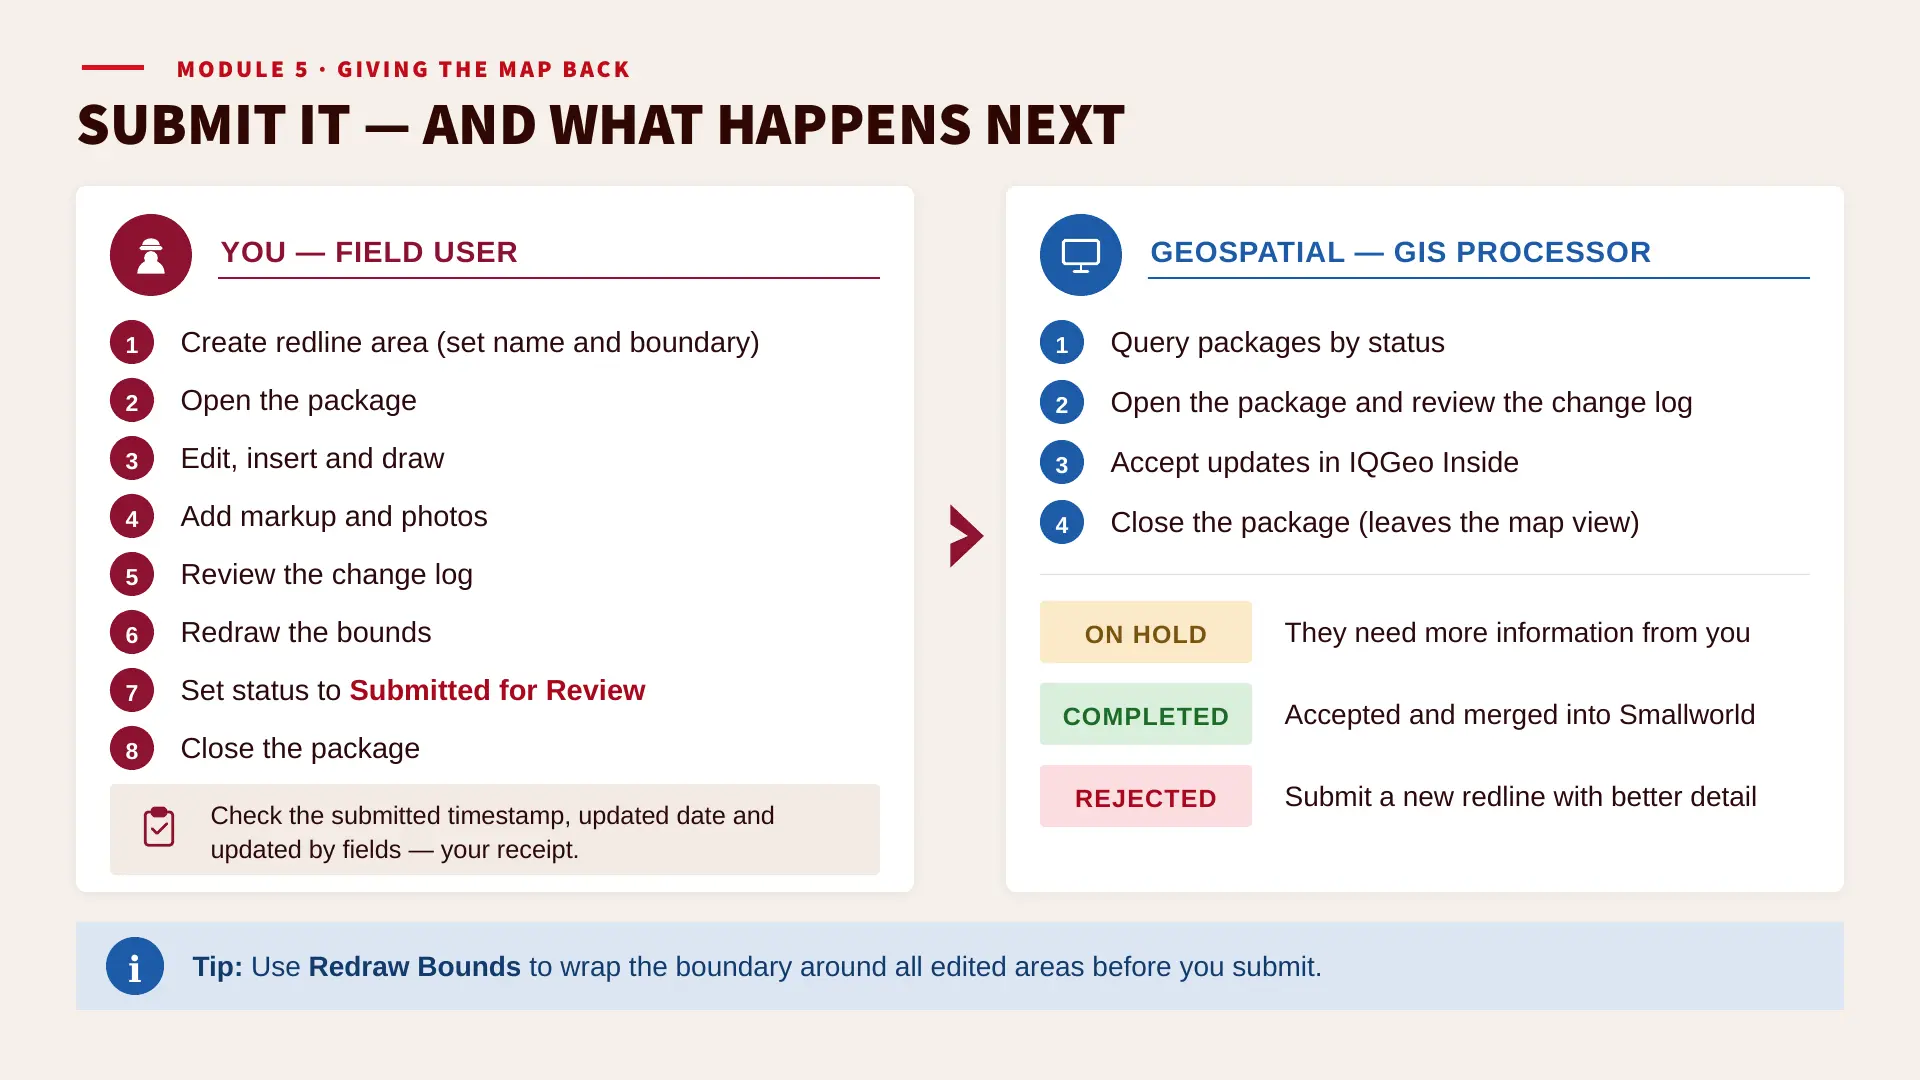 MODULE 5 · GIVING THE MAP BACK
SUBMIT IT — AND WHAT HAPPENS NEXT
YOU — FIELD USER
1 Create redline area (set name and boundary)
2 Open the package
3 Edit, insert and draw
4 Add markup and photos
5 Review the change log
6 Redraw the bounds
7 Set status to Submitted for Review
8 Close the package
Check the submitted timestamp, updated date and
updated by fields — your receipt.
GEOSPATIAL — GIS PROCESSOR
1 Query packages by status
2 Open the package and review the change log
3 Accept updates in IQGeo Inside
4 Close the package (leaves the map view)
ON HOLD They need more information from you
COMPLETED Accepted and merged into Smallworld
REJECTED Submit a new redline with better detail
i Tip: Use Redraw Bounds to wrap the boundary around all edited areas before you submit.